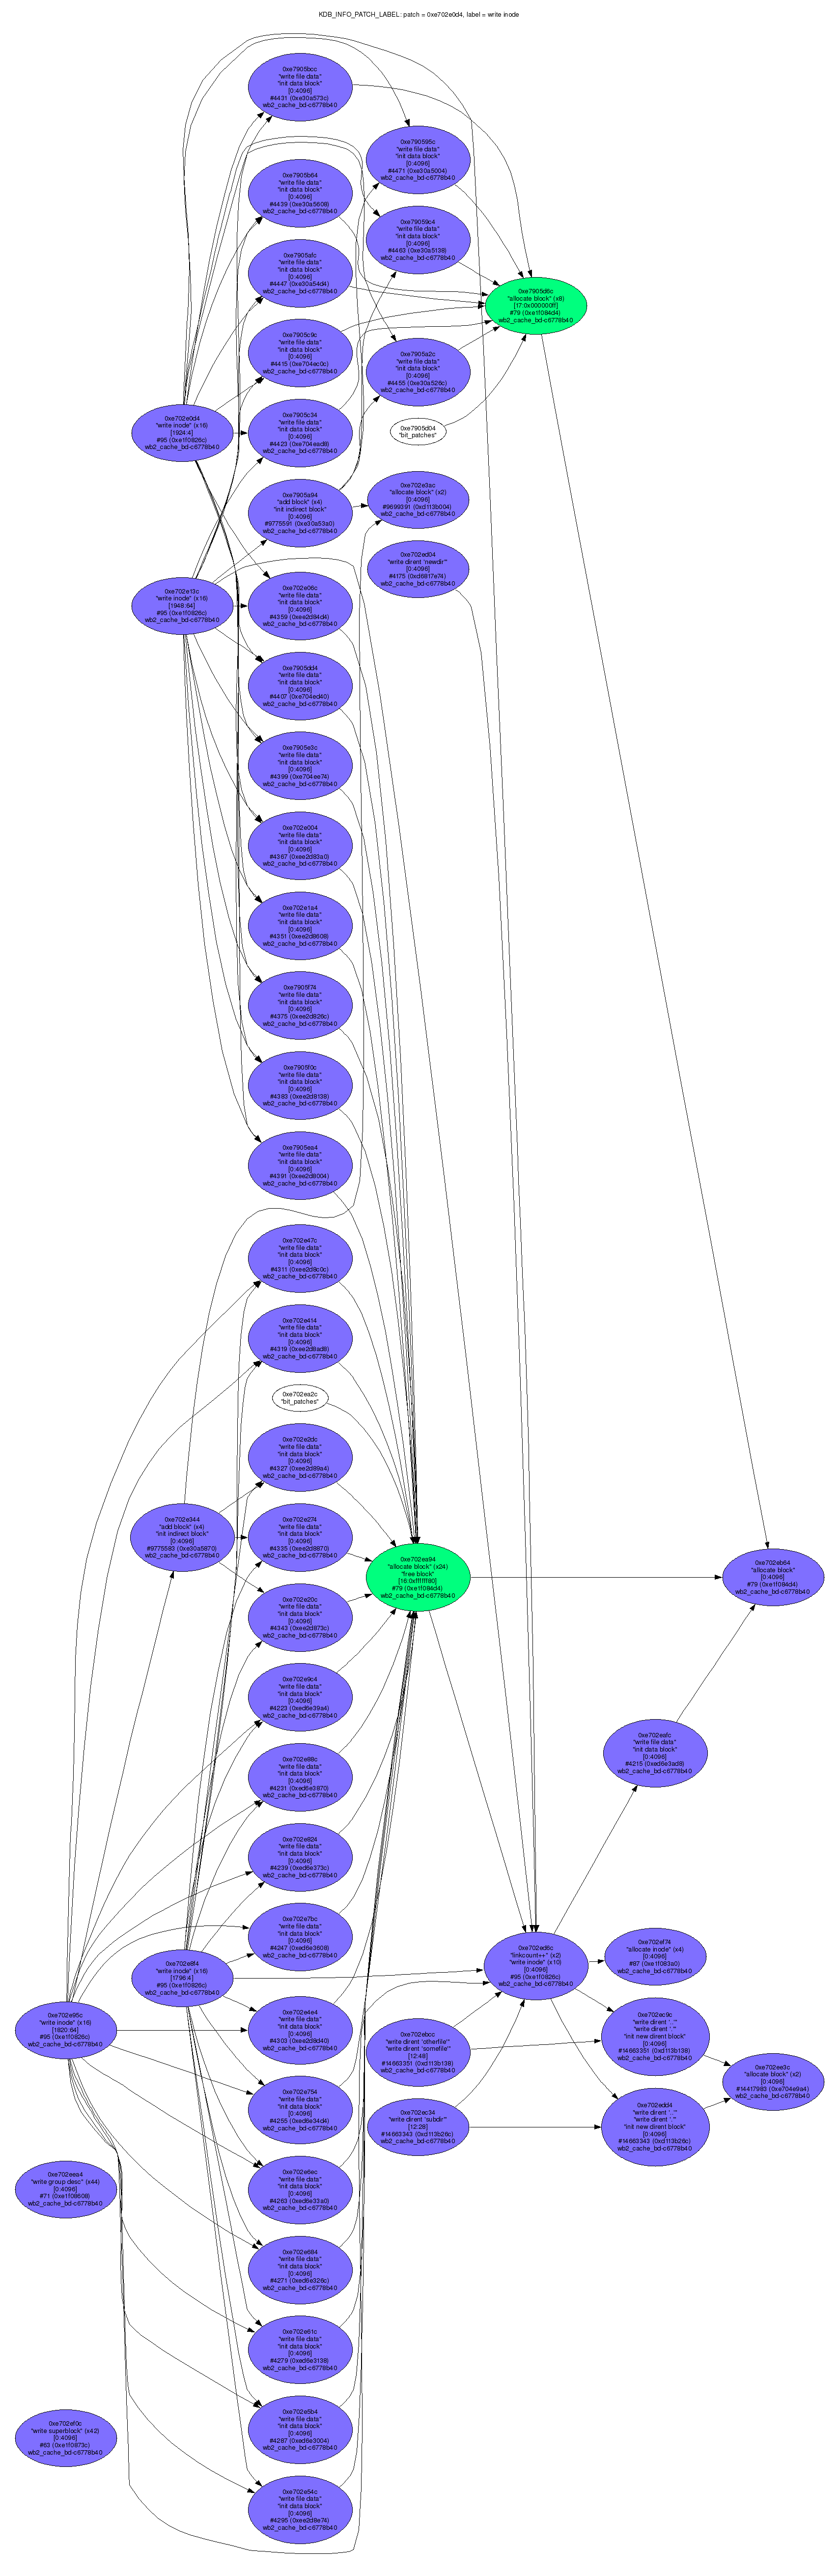 KDB_INFO_PATCH_LABEL: patch = 0xe702e0d4, label = write inode
0xe7905bcc
"write file data"
"init data block"
[0:4096]
#4431 (0xe30a573c)
wb2_cache_bd-c6778b40
0xe790595c
"write file data"
"init data block"
[0:4096]
#4471 (0xe30a5004)
wb2_cache_bd-c6778b40
0xe7905b64
"write file data"
"init data block"
[0:4096]
#4439 (0xe30a5608)
wb2_cache_bd-c6778b40
0xe79059c4
"write file data"
"init data block"
[0:4096]
#4463 (0xe30a5138)
wb2_cache_bd-c6778b40
0xe7905afc
"write file data"
"init data block"
[0:4096]
#4447 (0xe30a54d4)
wb2_cache_bd-c6778b40
0xe7905d6c
"allocate block" (x8)
[17:0x000000ff]
#79 (0xe1f084d4)
wb2_cache_bd-c6778b40
0xe7905c9c
"write file data"
"init data block"
[0:4096]
#4415 (0xe704ec0c)
wb2_cache_bd-c6778b40
0xe7905a2c
"write file data"
"init data block"
[0:4096]
#4455 (0xe30a526c)
wb2_cache_bd-c6778b40
0xe702e0d4
"write inode" (x16)
[1924:4]
#95 (0xe1f0826c)
wb2_cache_bd-c6778b40
0xe7905c34
"write file data"
"init data block"
[0:4096]
#4423 (0xe704ead8)
wb2_cache_bd-c6778b40
0xe7905d04
"bit_patches"
0xe7905a94
"add block" (x4)
"init indirect block"
[0:4096]
#9775591 (0xe30a53a0)
wb2_cache_bd-c6778b40
0xe702e3ac
"allocate block" (x2)
[0:4096]
#9699391 (0xd113b004)
wb2_cache_bd-c6778b40
0xe702ed04
"write dirent 'newdir'"
[0:4096]
#4175 (0xd6817e74)
wb2_cache_bd-c6778b40
0xe702e13c
"write inode" (x16)
[1948:64]
#95 (0xe1f0826c)
wb2_cache_bd-c6778b40
0xe702e06c
"write file data"
"init data block"
[0:4096]
#4359 (0xee2d84d4)
wb2_cache_bd-c6778b40
0xe7905dd4
"write file data"
"init data block"
[0:4096]
#4407 (0xe704ed40)
wb2_cache_bd-c6778b40
0xe7905e3c
"write file data"
"init data block"
[0:4096]
#4399 (0xe704ee74)
wb2_cache_bd-c6778b40
0xe702e004
"write file data"
"init data block"
[0:4096]
#4367 (0xee2d83a0)
wb2_cache_bd-c6778b40
0xe702e1a4
"write file data"
"init data block"
[0:4096]
#4351 (0xee2d8608)
wb2_cache_bd-c6778b40
0xe7905f74
"write file data"
"init data block"
[0:4096]
#4375 (0xee2d826c)
wb2_cache_bd-c6778b40
0xe7905f0c
"write file data"
"init data block"
[0:4096]
#4383 (0xee2d8138)
wb2_cache_bd-c6778b40
0xe7905ea4
"write file data"
"init data block"
[0:4096]
#4391 (0xee2d8004)
wb2_cache_bd-c6778b40
0xe702e47c
"write file data"
"init data block"
[0:4096]
#4311 (0xee2d8c0c)
wb2_cache_bd-c6778b40
0xe702e414
"write file data"
"init data block"
[0:4096]
#4319 (0xee2d8ad8)
wb2_cache_bd-c6778b40
0xe702ea2c
"bit_patches"
0xe702e2dc
"write file data"
"init data block"
[0:4096]
#4327 (0xee2d89a4)
wb2_cache_bd-c6778b40
0xe702e344
"add block" (x4)
"init indirect block"
[0:4096]
#9775583 (0xe30a5870)
wb2_cache_bd-c6778b40
0xe702e274
"write file data"
"init data block"
[0:4096]
#4335 (0xee2d8870)
wb2_cache_bd-c6778b40
0xe702ea94
"allocate block" (x24)
"free block"
[16:0xffffff80]
#79 (0xe1f084d4)
wb2_cache_bd-c6778b40
0xe702eb64
"allocate block"
[0:4096]
#79 (0xe1f084d4)
wb2_cache_bd-c6778b40
0xe702e20c
"write file data"
"init data block"
[0:4096]
#4343 (0xee2d873c)
wb2_cache_bd-c6778b40
0xe702e9c4
"write file data"
"init data block"
[0:4096]
#4223 (0xed6e39a4)
wb2_cache_bd-c6778b40
0xe702eafc
"write file data"
"init data block"
[0:4096]
#4215 (0xed6e3ad8)
wb2_cache_bd-c6778b40
0xe702e88c
"write file data"
"init data block"
[0:4096]
#4231 (0xed6e3870)
wb2_cache_bd-c6778b40
0xe702e824
"write file data"
"init data block"
[0:4096]
#4239 (0xed6e373c)
wb2_cache_bd-c6778b40
0xe702e7bc
"write file data"
"init data block"
[0:4096]
#4247 (0xed6e3608)
wb2_cache_bd-c6778b40
0xe702ed6c
"linkcount++" (x2)
"write inode" (x10)
[0:4096]
#95 (0xe1f0826c)
wb2_cache_bd-c6778b40
0xe702ef74
"allocate inode" (x4)
[0:4096]
#87 (0xe1f083a0)
wb2_cache_bd-c6778b40
0xe702e8f4
"write inode" (x16)
[1796:4]
#95 (0xe1f0826c)
wb2_cache_bd-c6778b40
0xe702e95c
"write inode" (x16)
[1820:64]
#95 (0xe1f0826c)
wb2_cache_bd-c6778b40
0xe702e4e4
"write file data"
"init data block"
[0:4096]
#4303 (0xee2d8d40)
wb2_cache_bd-c6778b40
0xe702ebcc
"write dirent 'otherfile'"
"write dirent 'somefile'"
[12:48]
#14663351 (0xd113b138)
wb2_cache_bd-c6778b40
0xe702ec9c
"write dirent '..'"
"write dirent '.'"
"init new dirent block"
[0:4096]
#14663351 (0xd113b138)
wb2_cache_bd-c6778b40
0xe702ee3c
"allocate block" (x2)
[0:4096]
#14417983 (0xe704e9a4)
wb2_cache_bd-c6778b40
0xe702e754
"write file data"
"init data block"
[0:4096]
#4255 (0xed6e34d4)
wb2_cache_bd-c6778b40
0xe702ec34
"write dirent 'subdir'"
[12:28]
#14663343 (0xd113b26c)
wb2_cache_bd-c6778b40
0xe702edd4
"write dirent '..'"
"write dirent '.'"
"init new dirent block"
[0:4096]
#14663343 (0xd113b26c)
wb2_cache_bd-c6778b40
0xe702eea4
"write group desc" (x44)
[0:4096]
#71 (0xe1f08608)
wb2_cache_bd-c6778b40
0xe702e6ec
"write file data"
"init data block"
[0:4096]
#4263 (0xed6e33a0)
wb2_cache_bd-c6778b40
0xe702e684
"write file data"
"init data block"
[0:4096]
#4271 (0xed6e326c)
wb2_cache_bd-c6778b40
0xe702e61c
"write file data"
"init data block"
[0:4096]
#4279 (0xed6e3138)
wb2_cache_bd-c6778b40
0xe702ef0c
"write superblock" (x42)
[0:4096]
#63 (0xe1f0873c)
wb2_cache_bd-c6778b40
0xe702e5b4
"write file data"
"init data block"
[0:4096]
#4287 (0xed6e3004)
wb2_cache_bd-c6778b40
0xe702e54c
"write file data"
"init data block"
[0:4096]
#4295 (0xee2d8e74)
wb2_cache_bd-c6778b40